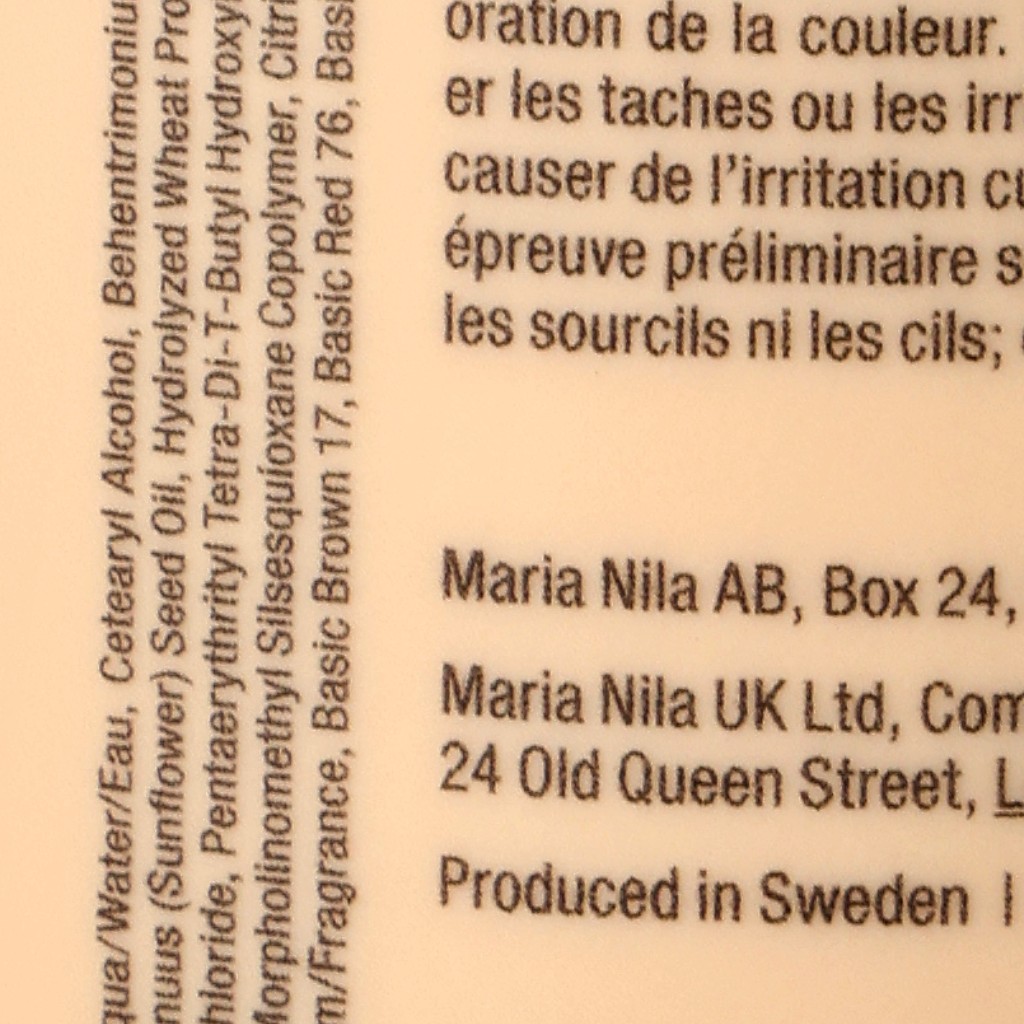 qua/Water/Eau, Cetearyl Alcohol, Behentrimoniu
nuus (Sunflower) Seed Oil, Hydrolyzed Wheat Pro
hloride, Pentaerythrityl Tetra-Di-T-Butyl Hydroxy
Morpholinomethyl Silsesquioxane Copolymer, Citri
m/Fragrance, Basic Brown 17, Basic Red 76, Basi
oration de la couleur.
er les taches ou les irr
causer de l'irritation cu
épreuve préliminaire s
les sourcils ni les cils;
Maria Nila AB, Box 24,
Maria Nila UK Ltd, Com
24 Old Queen Street, L
Produced in Sweden |